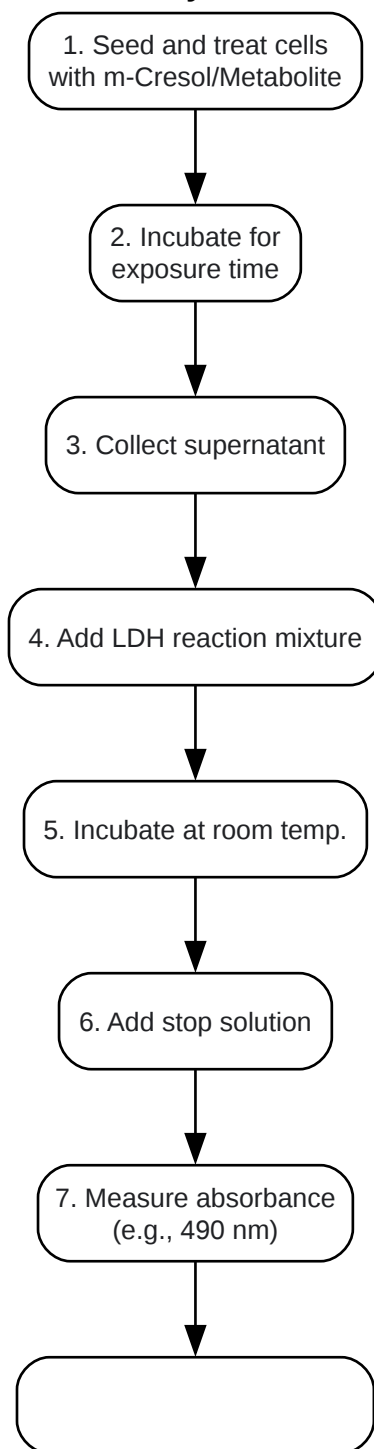 1. Seed and treat cells
with m-Cresol/Metabolite
2. Incubate for
exposure time
3. Collect supernatant
4. Add LDH reaction mixture
5. Incubate at room temp.
6. Add stop solution
7. Measure absorbance
(e.g., 490 nm)